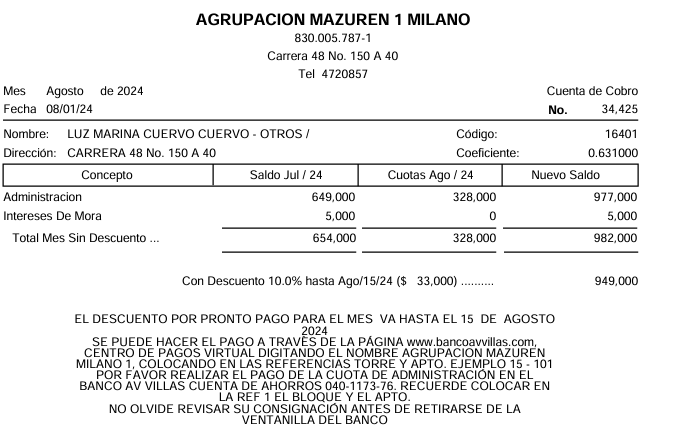 AGRUPACION MAZUREN 1 MILANO
830.005.787-1
Carrera 48 No. 150 A 40
Tel 4720857
Mes Agosto de 2024 Cuenta de Cobro
Fecha 08/01/24 No. 34,425
Nombre: LUZ MARINA CUERVO CUERVO - OTROS / Código: 16401
Dirección: CARRERA 48 No. 150 A 40 Coeficiente: 0.631000
Concepto Saldo Jul / 24 Cuotas Ago / 24 Nuevo Saldo
Administracion 649,000 328,000 977,000
Intereses De Mora 5,000 0 5,000
Total Mes Sin Descuento ... 654,000 328,000 982,000
Con Descuento 10.0% hasta Ago/15/24 ($ 33,000) .......... 949,000
EL DESCUENTO POR PRONTO PAGO PARA EL MES VA HASTA EL 15 DE AGOSTO
2024
SE PUEDE HACER EL PAGO A TRAVÈS DE LA PÁGINA www.bancoavvillas.com,
CENTRO DE PAGOS VIRTUAL DIGITANDO EL NOMBRE AGRUPACION MAZUREN
MILANO 1, COLOCANDO EN LAS REFERENCIAS TORRE Y APTO. EJEMPLO 15 - 101
POR FAVOR REALIZAR EL PAGO DE LA CUOTA DE ADMINISTRACIÓN EN EL
BANCO AV VILLAS CUENTA DE AHORROS 040-1173-76. RECUERDE COLOCAR EN
LA REF 1 EL BLOQUE Y EL APTO.
NO OLVIDE REVISAR SU CONSIGNACIÓN ANTES DE RETIRARSE DE LA
VENTANILLA DEL BANCO